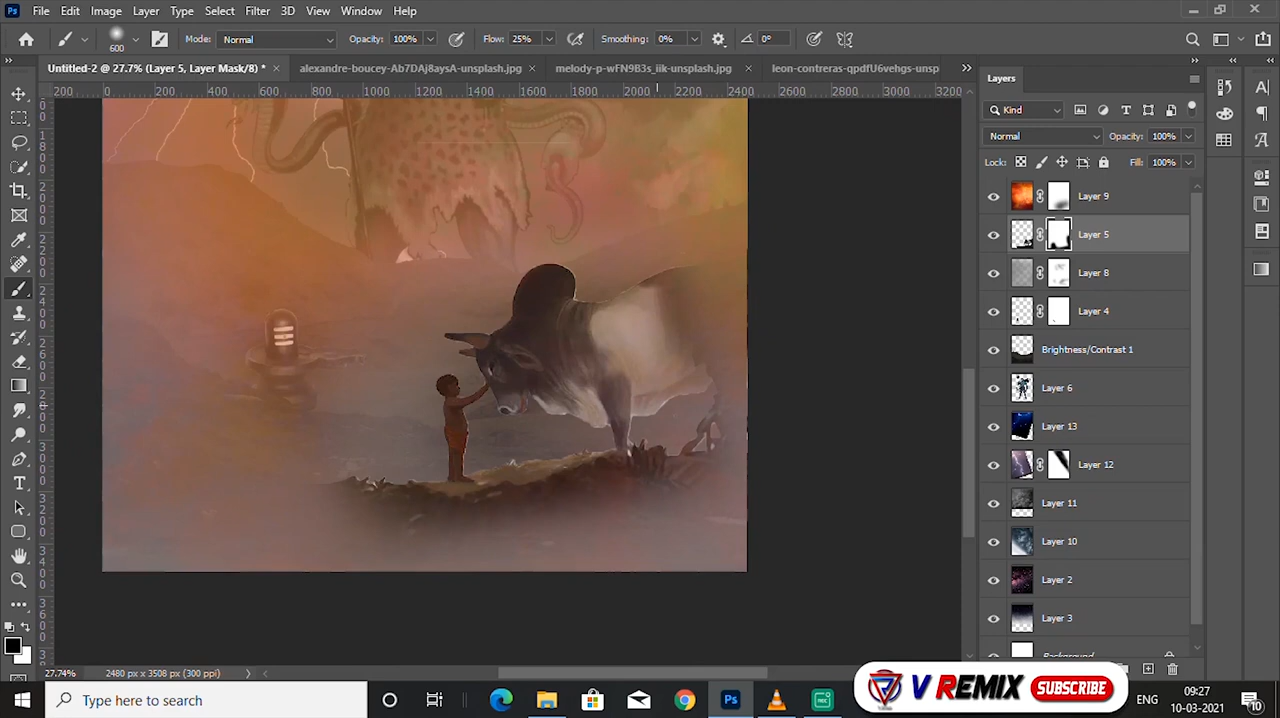 Ps File Edit Image Layer Type Select Filter 3D View Window Help
600 Mode: Normal Opacity: 100% Flow: 25% Smoothing: 0% 0°
Untitled-2 @ 27.7% (Layer 5, Layer Mask/8) * × alexandre-boucey-Ab7DAj8aysA-unsplash.jpg × melody-p-wFN9B3s_iik-unsplash.jpg × leon-contreras-qpdfU6vehgs-unsp
200 0 200 400 600 800 1000 1200 1400 1600 1800 2000 2200 2400 2600 2800 3000 3200
Layers
Kind
Normal Opacity: 100%
Lock: Fill: 100%
Layer 9
Layer 5
Layer 8
Layer 4
Brightness/Contrast 1
Layer 6
Layer 13
Layer 12
Layer 11
Layer 10
Layer 2
Layer 3
Background
27.74% 2480 px x 3508 px (300 ppi)
V REMIX SUBSCRIBE
Type here to search
Ps
ENG 09:27
10-03-2021
10